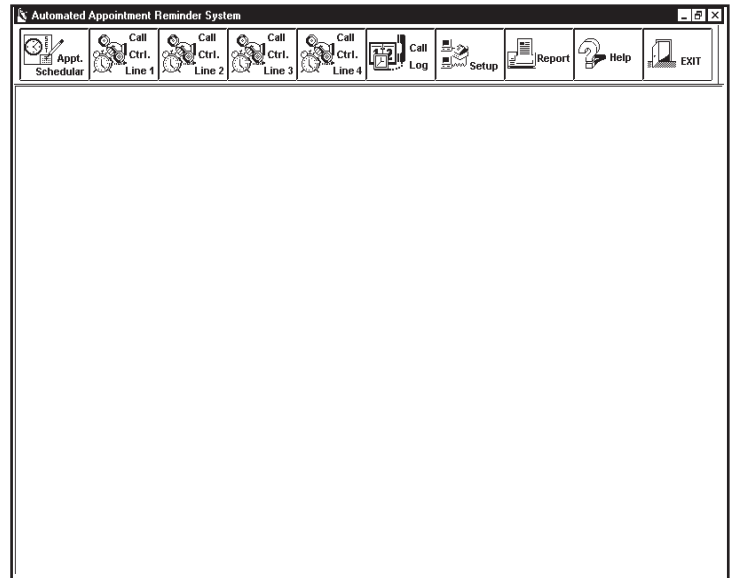 Automated Appointment Reminder System
Appt.
Schedular
Call
Ctrl.
Line 1
Call
Ctrl.
Line 2
Call
Ctrl.
Line 3
Call
Ctrl.
Line 4
Call
Log
Setup
Report
Help
EXIT